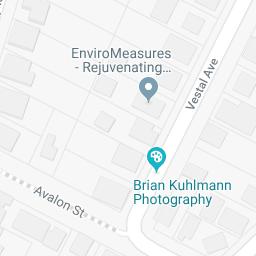 EnviroMeasures
- Rejuvenating...
Vestal Ave
Brian Kuhlmann
Photography
Avalon St